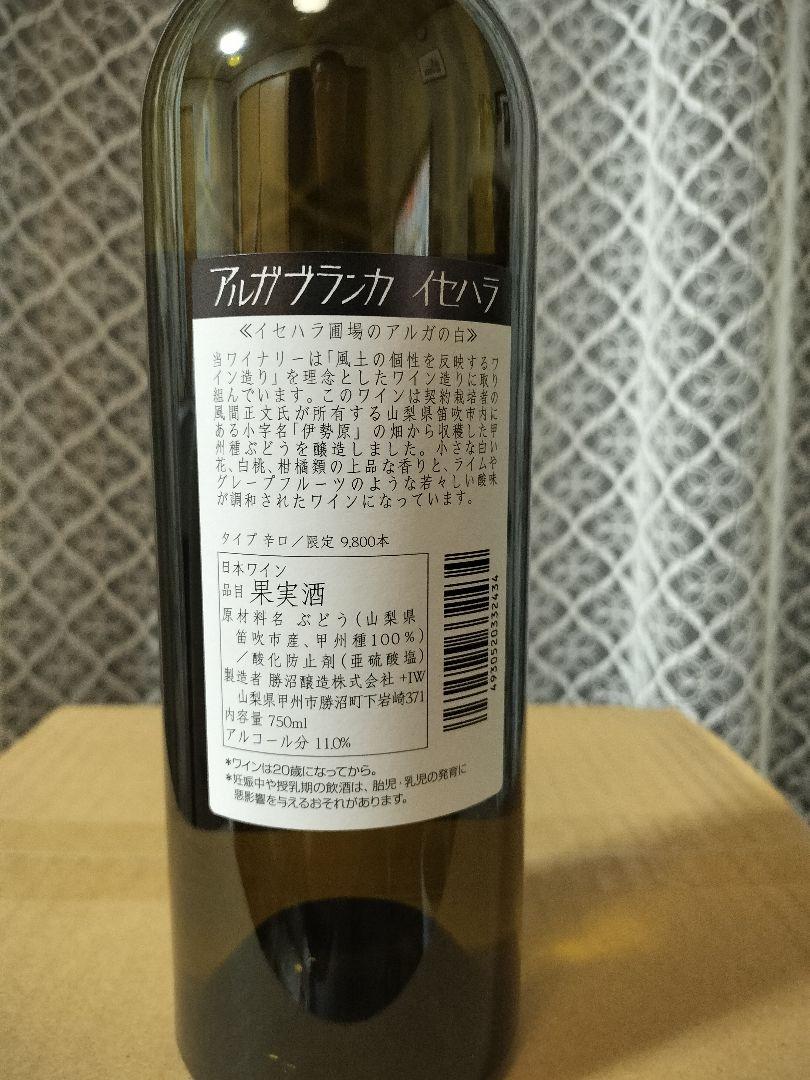 アルガブランカ イセハラ
≪イセハラ圃場のアルガの白≫
当ワイナリーは「風土の個性を反映するワ
イン造り」を理念としたワイン造りに取り
組んでいます。このワインは契約栽培者の
風間正文氏が所有する山梨県笛吹市内に
ある小字名「伊勢原」の畑から収穫した甲
州種ぶどうを醸造しました。小さな白い
花、白桃、柑橘類の上品な香りと、ライムや
グレープフルーツのような若々しい酸味
が調和されたワインになっています。
タイプ 辛口／限定 9,800本
日本ワイン
品目 果実酒
原材料名 ぶどう(山梨県
笛吹市産、甲州種100%)
／酸化防止剤(亜硫酸塩)
製造者 勝沼醸造株式会社 +IW
山梨県甲州市勝沼町下岩崎371
内容量 750ml
アルコール分 11.0%
4930520332434
*ワインは20歳になってから。
*妊娠中や授乳期の飲酒は、胎児・乳児の発育に
悪影響を与えるおそれがあります。